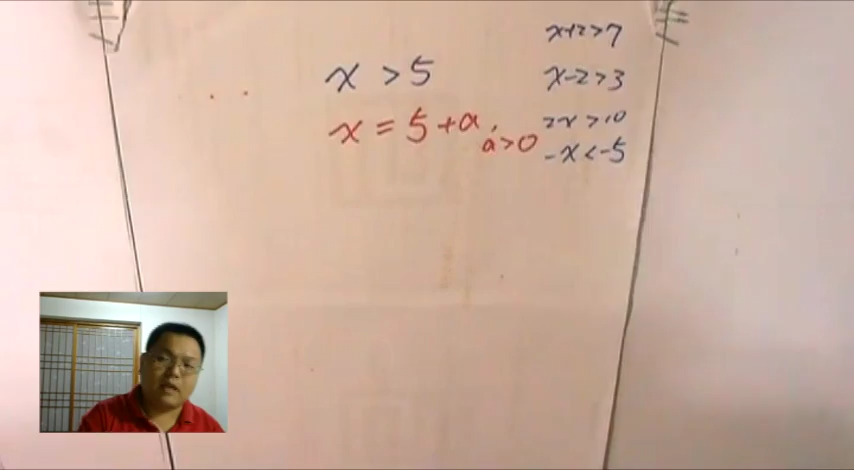 x > 5
x = 5 + a, a > 0
x+2>7
x-2>3
2x>10
-x<-5